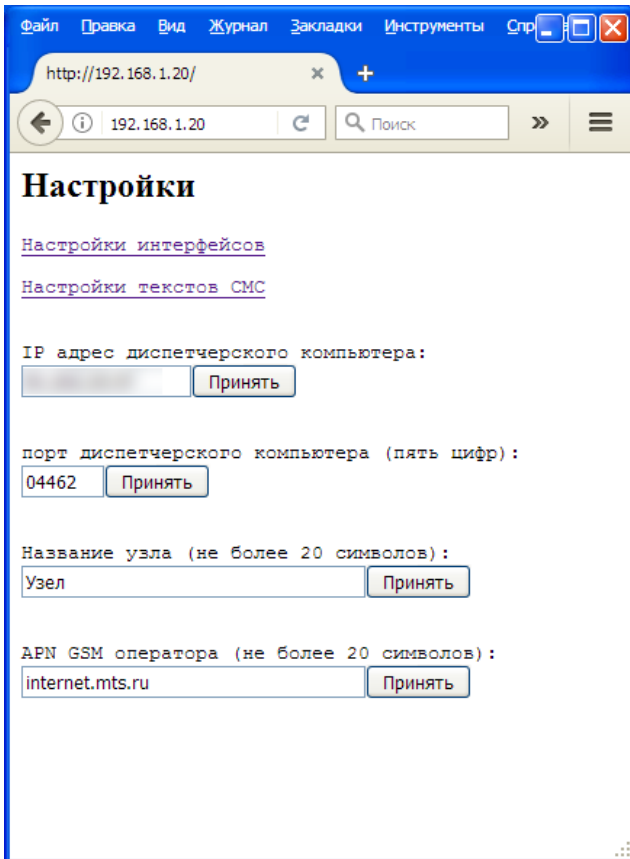 Файл Правка Вид Журнал Закладки Инструменты
http://192.168.1.20/
192.168.1.20 Поиск
Настройки
Настройки интерфейсов
Настройки текстов СМС
IP адрес диспетчерского компьютера:
Принять
порт диспетчерского компьютера (пять цифр):
04462 Принять
Название узла (не более 20 символов):
Узел Принять
APN GSM оператора (не более 20 символов):
internet.mts.ru Принять